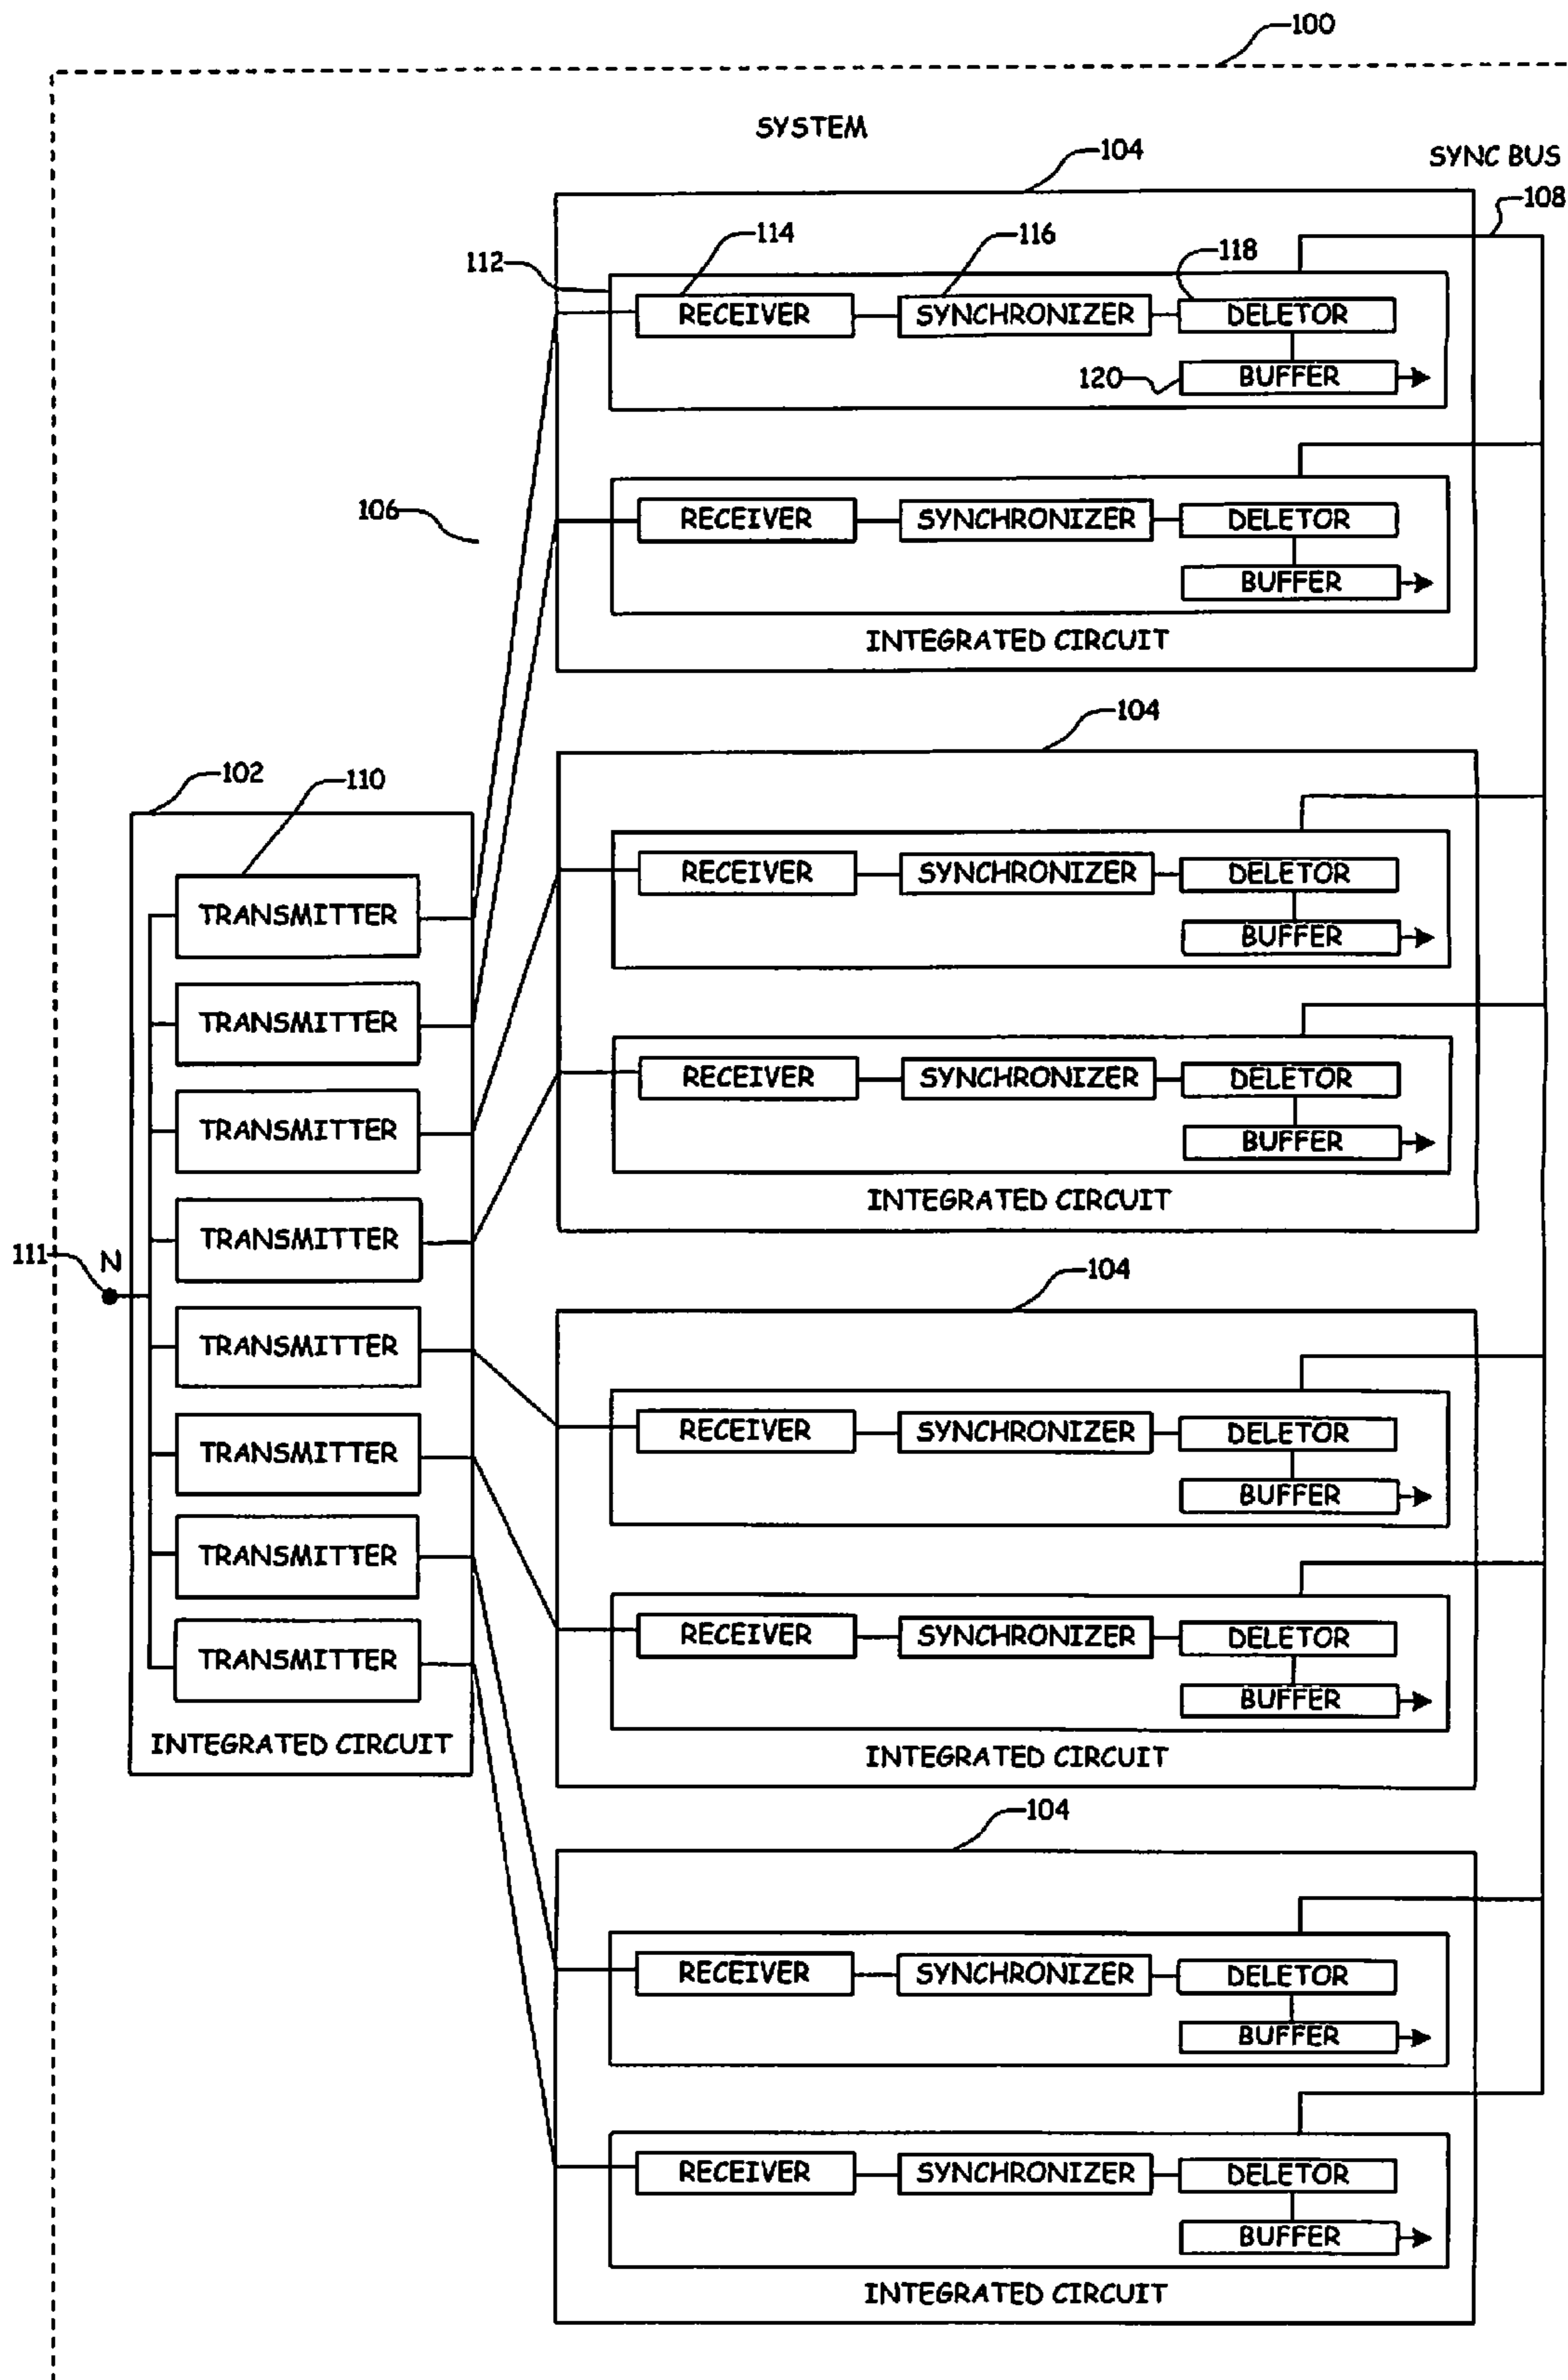 100
SYSTEM
104
SYNC BUS
108
112
114
116
118
RECEIVER
SYNCHRONIZER
DELETOR
120
BUFFER
106
RECEIVER
SYNCHRONIZER
DELETOR
BUFFER
INTEGRATED CIRCUIT
104
102
110
RECEIVER
SYNCHRONIZER
DELETOR
BUFFER
RECEIVER
SYNCHRONIZER
DELETOR
BUFFER
INTEGRATED CIRCUIT
TRANSMITTER
TRANSMITTER
TRANSMITTER
TRANSMITTER
111
N
TRANSMITTER
TRANSMITTER
TRANSMITTER
TRANSMITTER
INTEGRATED CIRCUIT
104
RECEIVER
SYNCHRONIZER
DELETOR
BUFFER
RECEIVER
SYNCHRONIZER
DELETOR
BUFFER
INTEGRATED CIRCUIT
104
RECEIVER
SYNCHRONIZER
DELETOR
BUFFER
RECEIVER
SYNCHRONIZER
DELETOR
BUFFER
INTEGRATED CIRCUIT